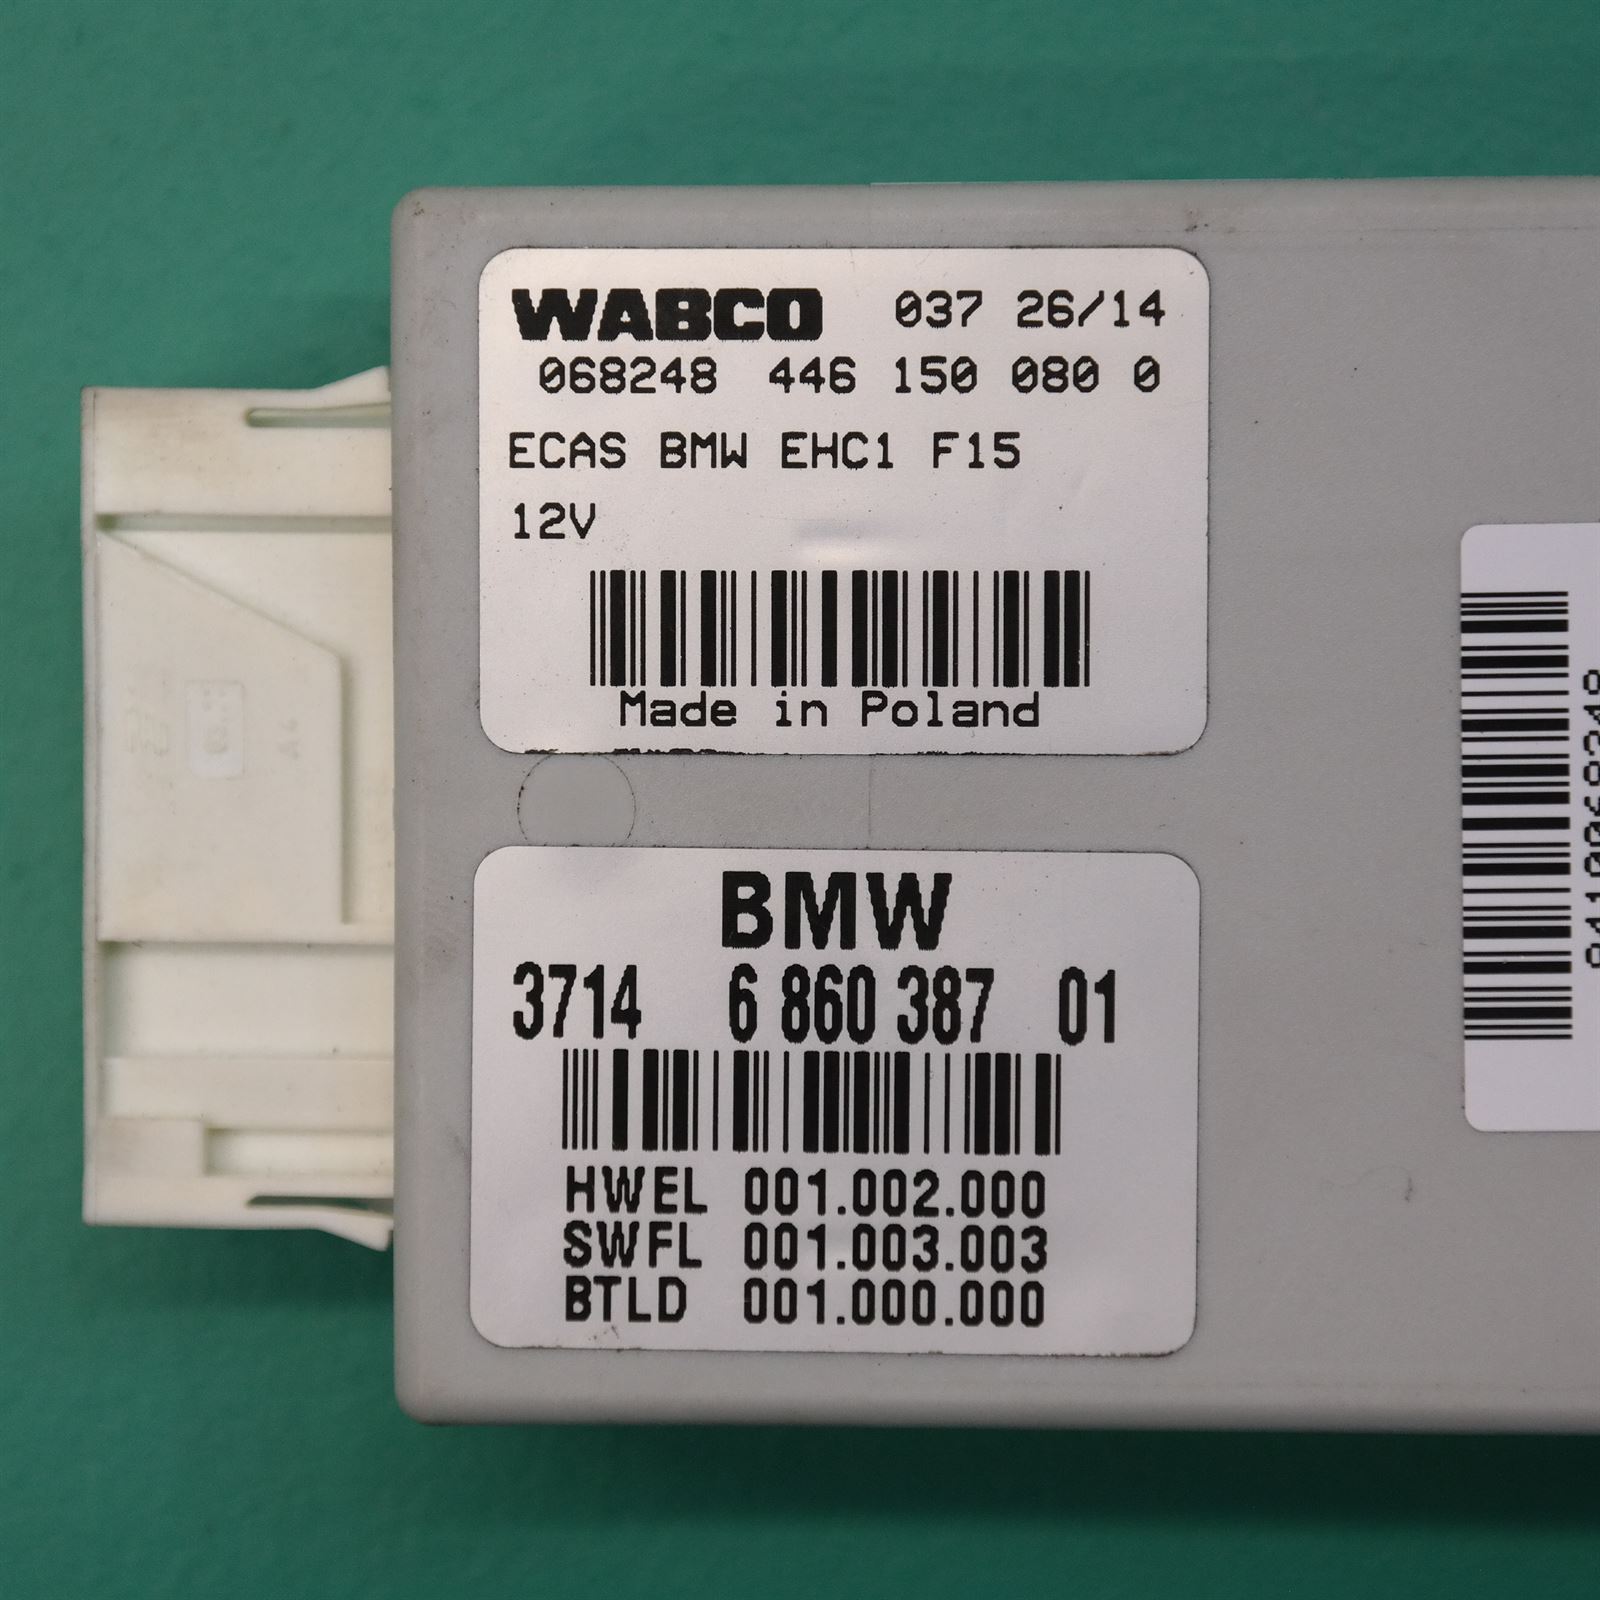 WABCO 037 26/14
068248 446 150 080 0
ECAS BMW EHC1 F15
12V
Made in Poland
BMW
3714 6 860 387 01
HWEL 001.002.000
SWFL 001.003.003
BTLD 001.000.000
A4